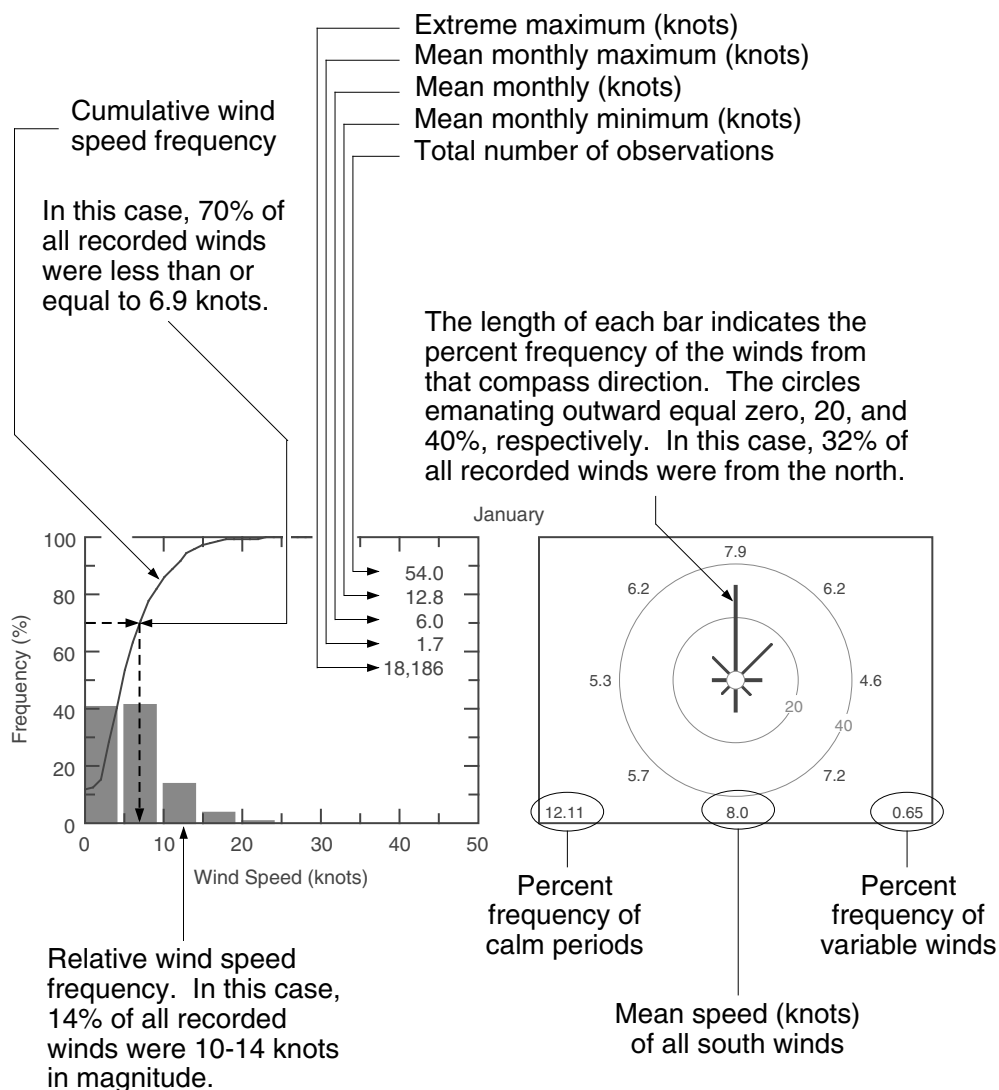 Extreme maximum (knots)
Mean monthly maximum (knots)
Mean monthly (knots)
Mean monthly minimum (knots)
Total number of observations
Cumulative wind
speed frequency
In this case, 70% of
all recorded winds
were less than or
equal to 6.9 knots.
The length of each bar indicates the
percent frequency of the winds from
that compass direction.  The circles
emanating outward equal zero, 20, and
40%, respectively.  In this case, 32% of
all recorded winds were from the north.
January
100
80
60
40
20
0
Frequency (%)
54.0
12.8
6.0
1.7
18,186
0
10
20
30
40
50
Wind Speed (knots)
7.9
6.2
6.2
5.3
4.6
20
40
5.7
7.2
12.11
8.0
0.65
Percent
frequency of
calm periods
Percent
frequency of
variable winds
Mean speed (knots)
of all south winds
Relative wind speed
frequency.  In this case,
14% of all recorded
winds were 10-14 knots
in magnitude.